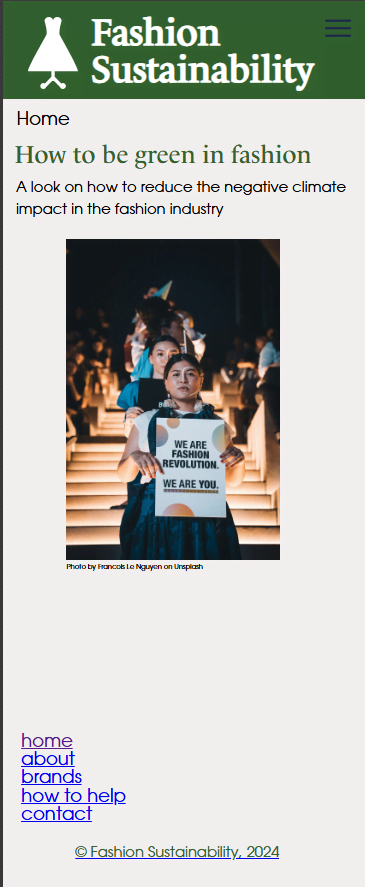 Fashion
Sustainability
Home
How to be green in fashion
A look on how to reduce the negative climate
impact in the fashion industry
WE ARE
FASHION
REVOLUTION.
WE ARE YOU.
Photo by Francois Le Nguyen on Unsplash
home
about
brands
how to help
contact
© Fashion Sustainability, 2024